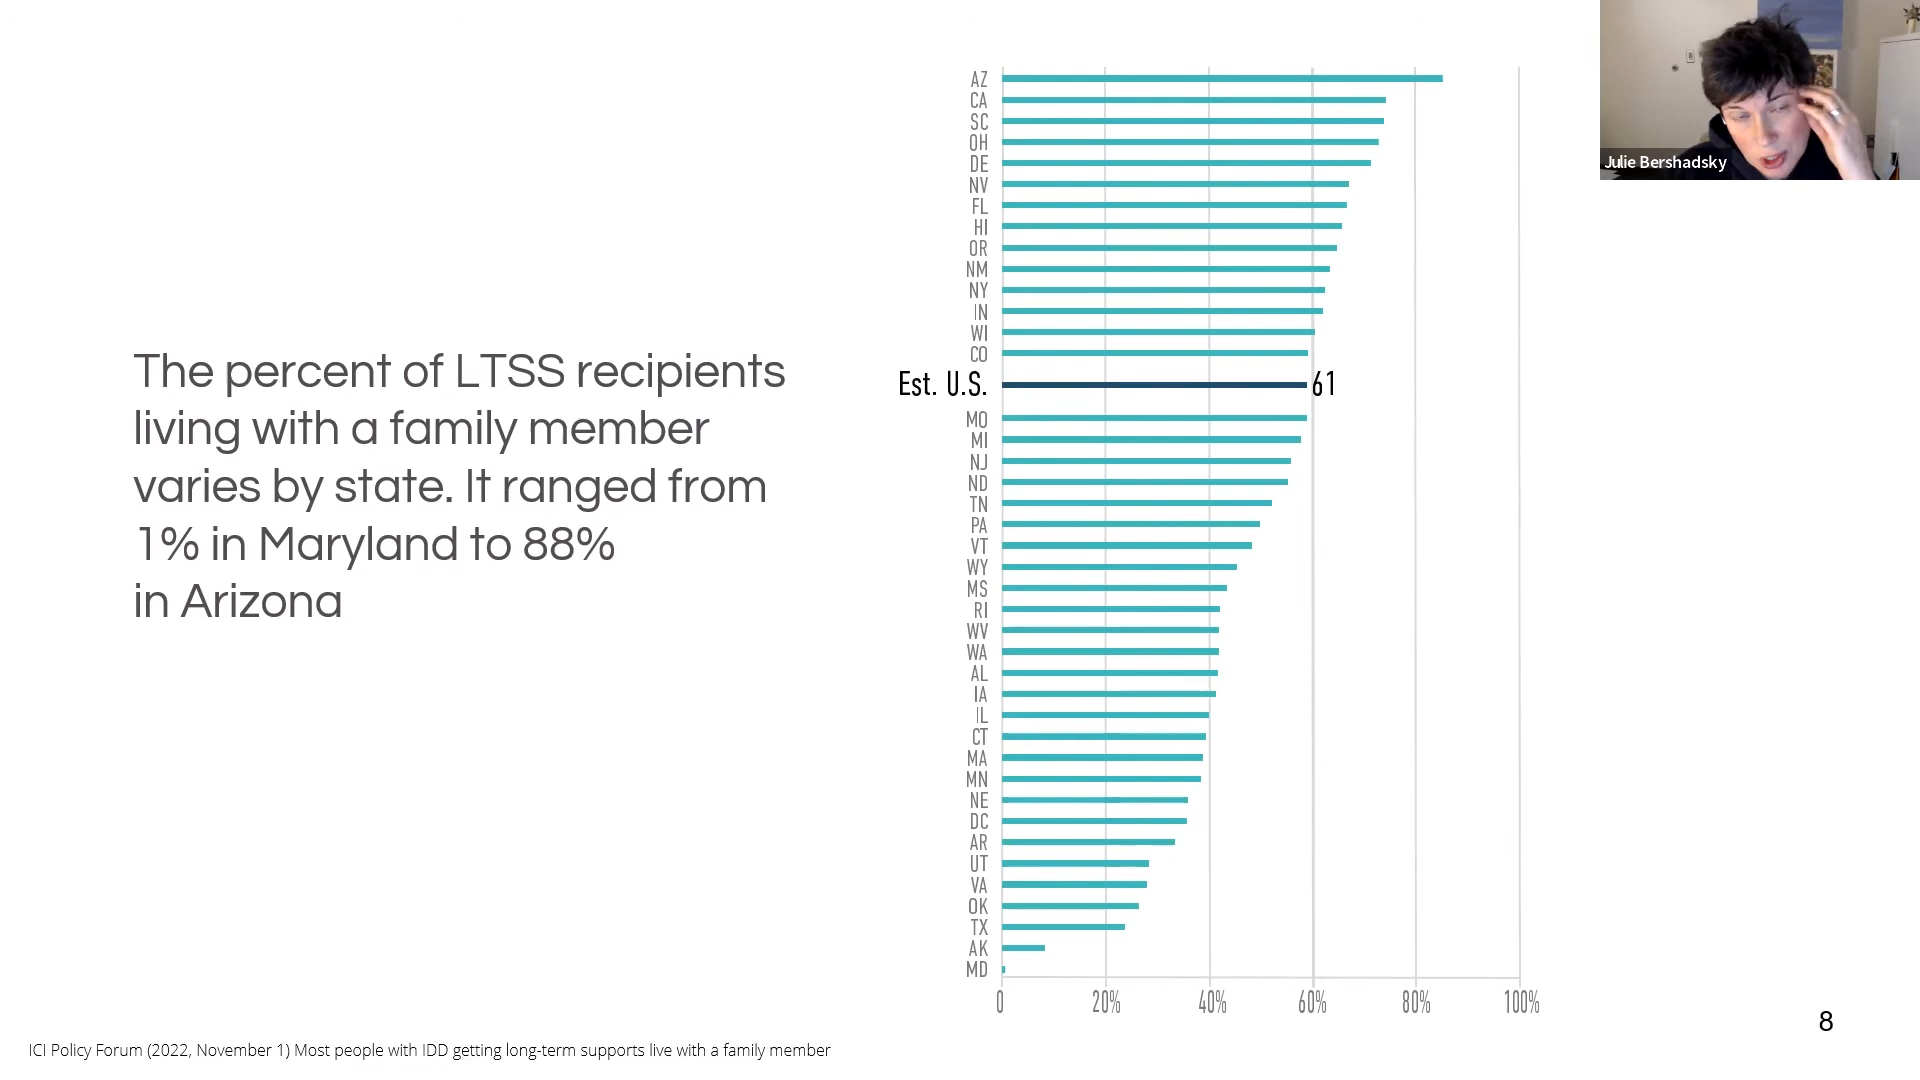 Julie Bershadsky
The percent of LTSS recipients
living with a family member
varies by state. It ranged from
1% in Maryland to 88%
in Arizona
AZ
CA
SC
OH
DE
NV
FL
HI
OR
NM
NY
IN
WI
CO
Est. U.S. 61
MO
MI
NJ
ND
TN
PA
VT
WY
MS
RI
WV
WA
AL
IA
IL
CT
MA
MN
NE
DC
AR
UT
VA
OK
TX
AK
MD
0 20% 40% 60% 80% 100%
8
ICI Policy Forum (2022, November 1) Most people with IDD getting long-term supports live with a family member